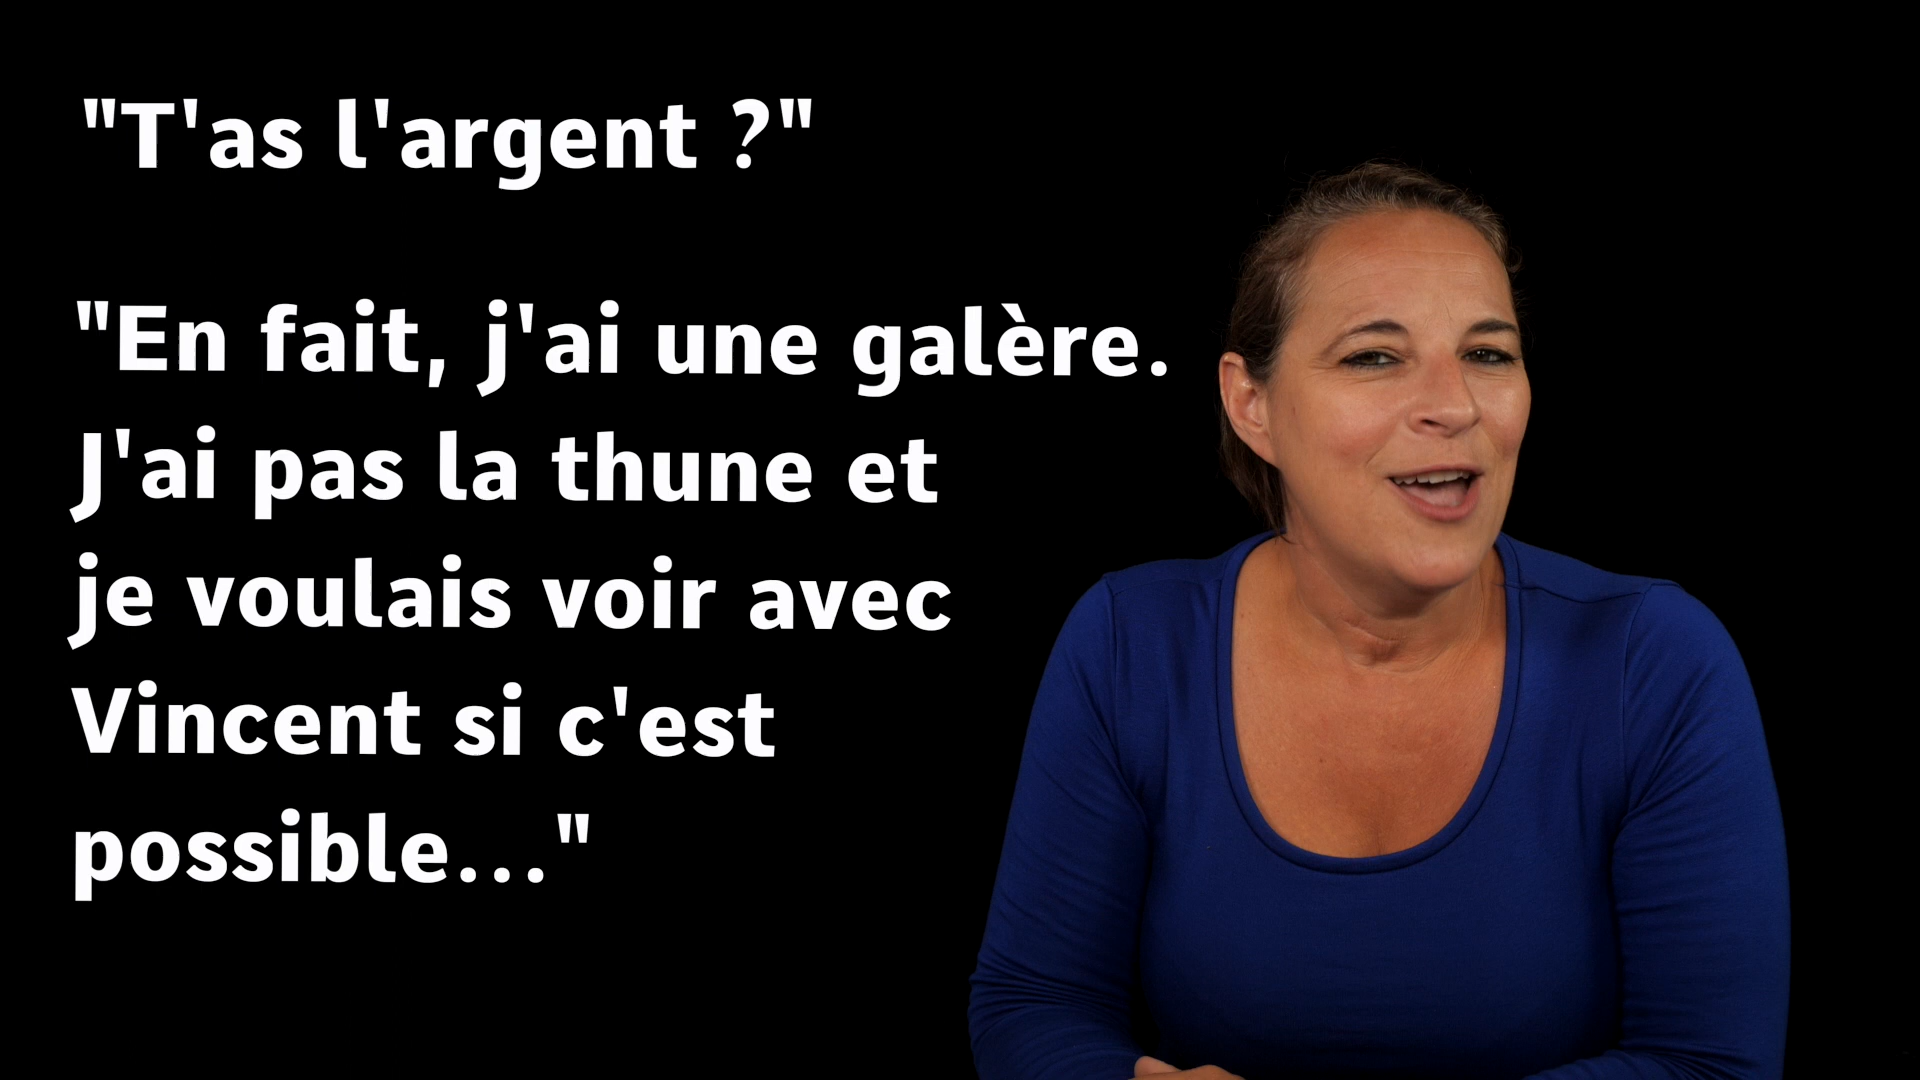 "T'as l'argent ?"
"En fait, j'ai une galère.
J'ai pas la thune et
je voulais voir avec
Vincent si c'est
possible..."